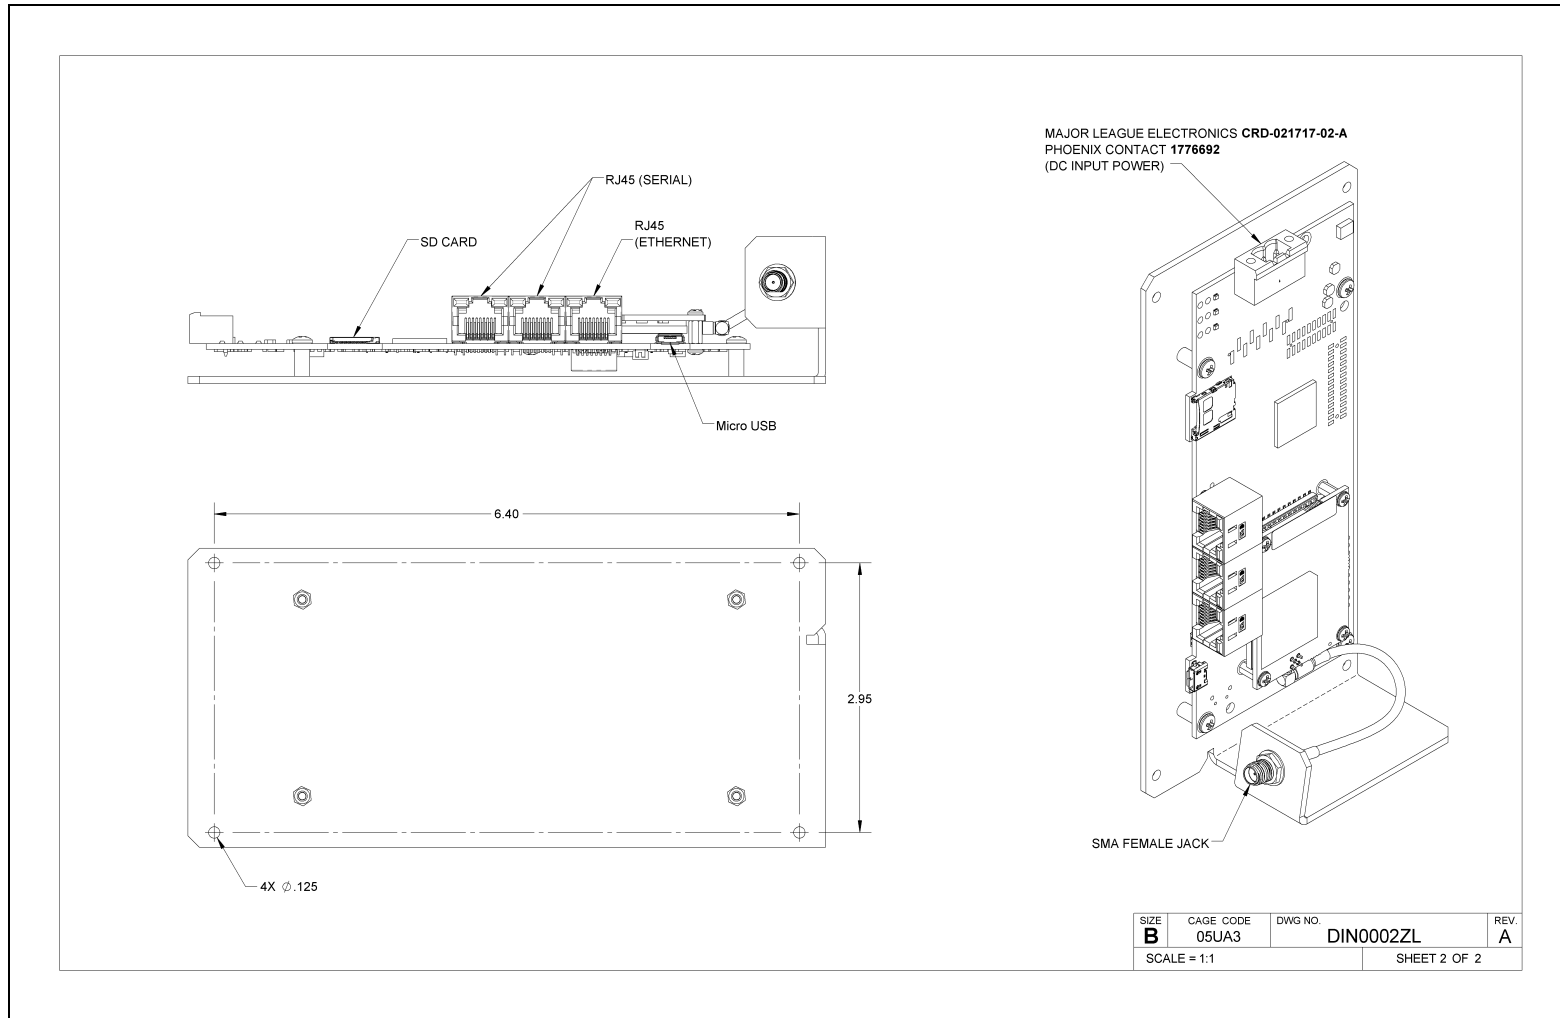 MAJOR LEAGUE ELECTRONICS CRD-021717-02-A
PHOENIX CONTACT 1776692
(DC INPUT POWER)
RJ45 (SERIAL)
RJ45
(ETHERNET)
SD CARD
Micro USB
6.40
2.95
4X ∅.125
SMA FEMALE JACK
SIZE
B
CAGE CODE
05UA3
DWG NO.
DIN0002ZL
REV.
A
SCALE = 1:1
SHEET 2 OF 2